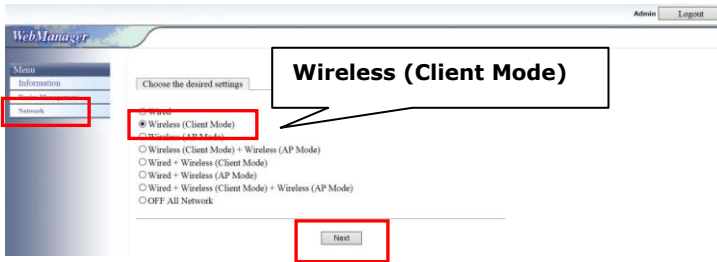 Admin Logout
WebManager
Menu
Information
Network
Choose the desired settings
Wireless (Client Mode)
Wired
Wireless (Client Mode)
Wireless (AP Mode)
Wireless (Client Mode) + Wireless (AP Mode)
Wired + Wireless (Client Mode)
Wired + Wireless (AP Mode)
Wired + Wireless (Client Mode) + Wireless (AP Mode)
OFF All Network
Next